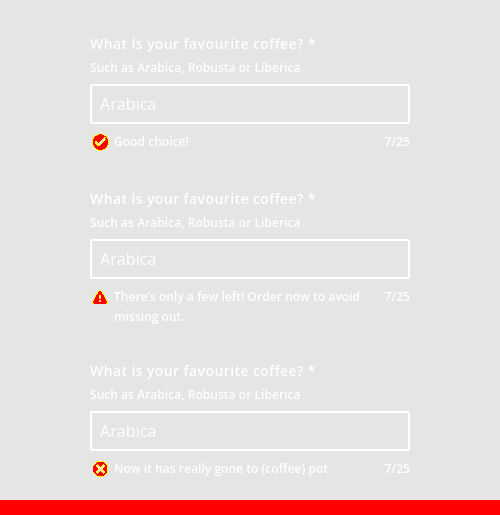 What is your favourite coffee? *
Such as Arabica, Robusta or Liberica
Arabica
Good choice! 7/25
What is your favourite coffee? *
Such as Arabica, Robusta or Liberica
Arabica
There's only a few left! Order now to avoid 7/25
missing out.
What is your favourite coffee? *
Such as Arabica, Robusta or Liberica
Arabica
Now it has really gone to (coffee) pot 7/25